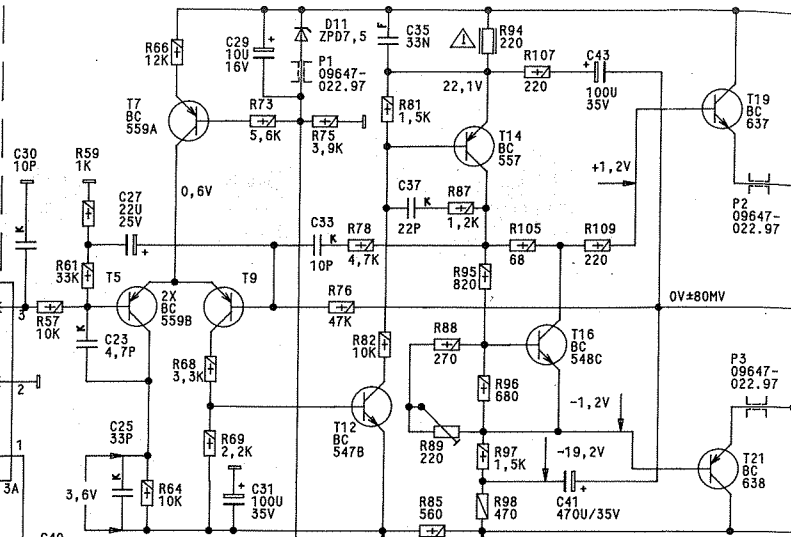 D11
ZPD7,5
C35
33N
R94
220
R66
12K
C29
10U
16V
+
P1
09647-
022.97
F
22,1V
R107
220
+
C43
100U
35V
T7
BC
559A
R73
5,6K
R75
3,9K
R81
1,5K
T14
BC
557
T19
BC
637
C30
10P
R59
1K
0,6V
+1,2V
C27
22U
25V
+
C37
K
22P
R87
1,2K
P2
09647-
022.97
K
C33
K
10P
R78
4,7K
R105
68
R109
220
R61
33K
T5
2X
BC
559B
T9
R95
820
3
R57
10K
R76
47K
0V±80MV
K
C23
4,7P
R82
10K
R88
270
T16
BC
548C
P3
09647-
022.97
2
R68
3,3K
R96
680
-1,2V
C25
33P
T12
BC
547B
R89
220
R69
2,2K
R97
1,5K
-19,2V
1
T21
BC
638
3A
3,6V
K
R64
10K
+
C31
100U
35V
R85
560
R98
470
C41
+
470U/35V